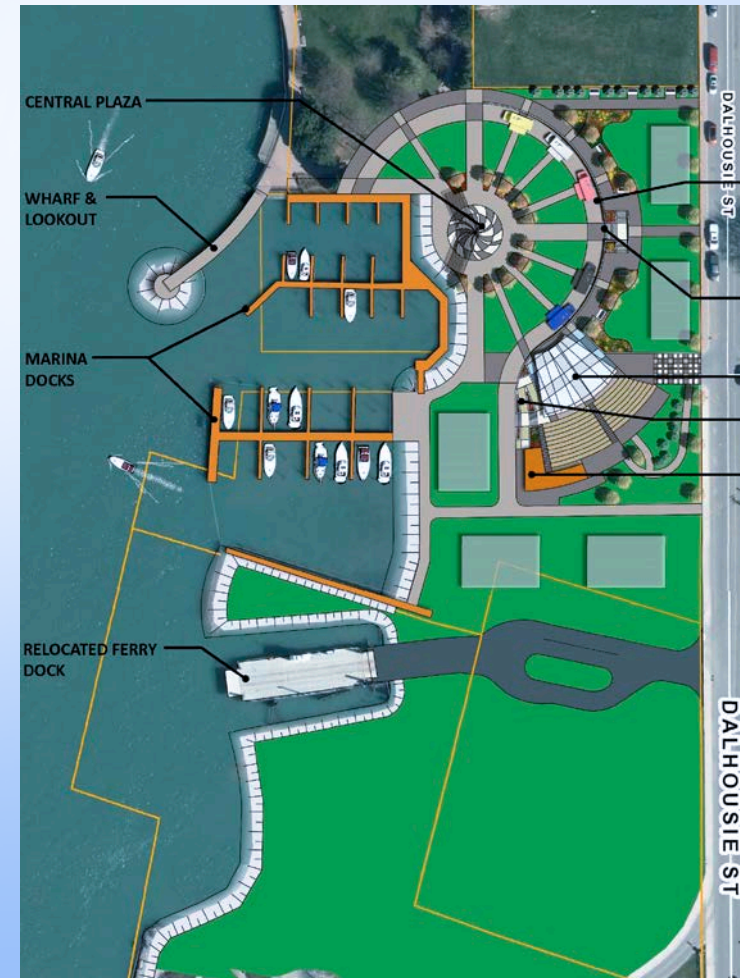 CENTRAL PLAZA
DALHOUSIE ST
WHARF &
LOOKOUT
MARINA
DOCKS
RELOCATED FERRY
DOCK
DALHOUSIE ST